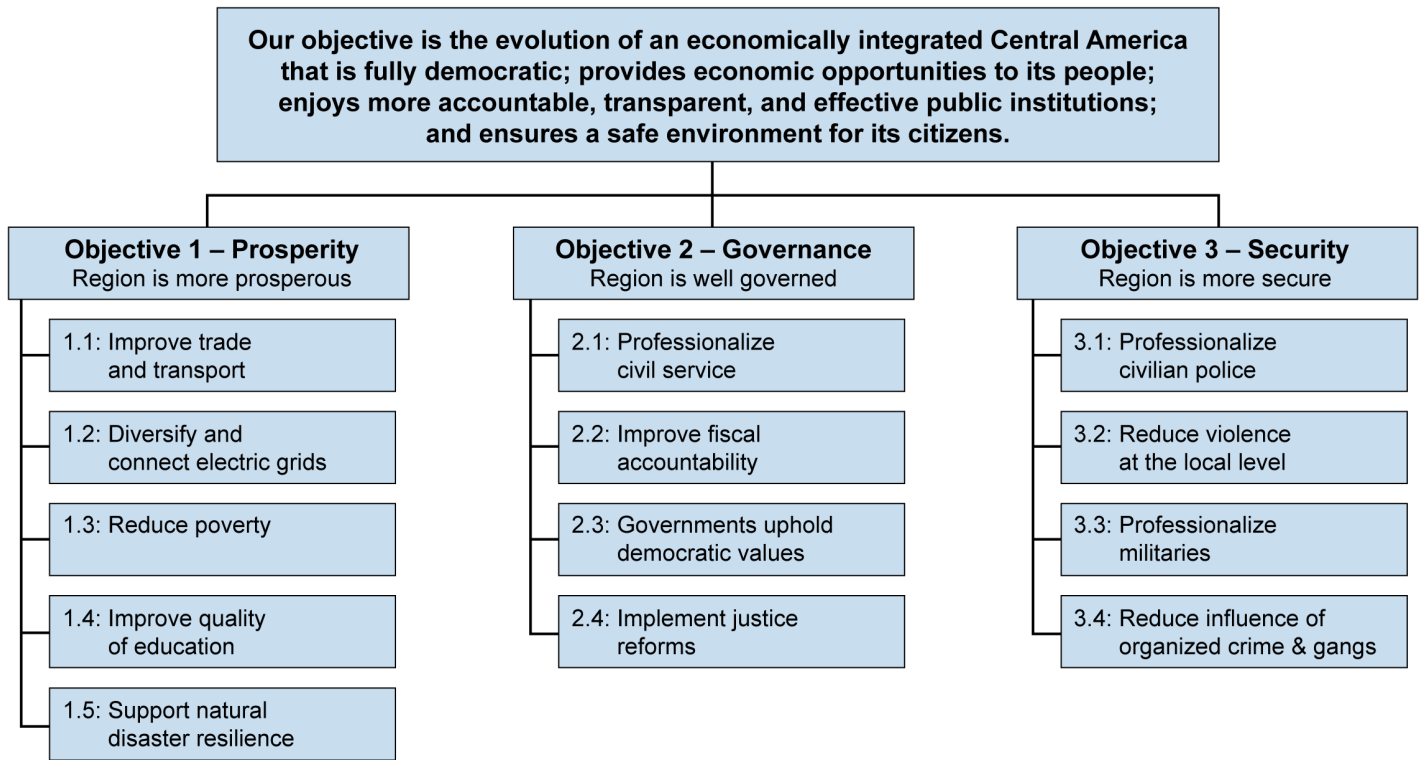 Our objective is the evolution of an economically integrated Central America
that is fully democratic; provides economic opportunities to its people;
enjoys more accountable, transparent, and effective public institutions;
and ensures a safe environment for its citizens.
Objective 1 – Prosperity
Region is more prosperous
1.1: Improve trade
and transport
1.2: Diversify and
connect electric grids
1.3: Reduce poverty
1.4: Improve quality
of education
1.5: Support natural
disaster resilience
Objective 2 – Governance
Region is well governed
2.1: Professionalize
civil service
2.2: Improve fiscal
accountability
2.3: Governments uphold
democratic values
2.4: Implement justice
reforms
Objective 3 – Security
Region is more secure
3.1: Professionalize
civilian police
3.2: Reduce violence
at the local level
3.3: Professionalize
militaries
3.4: Reduce influence of
organized crime & gangs